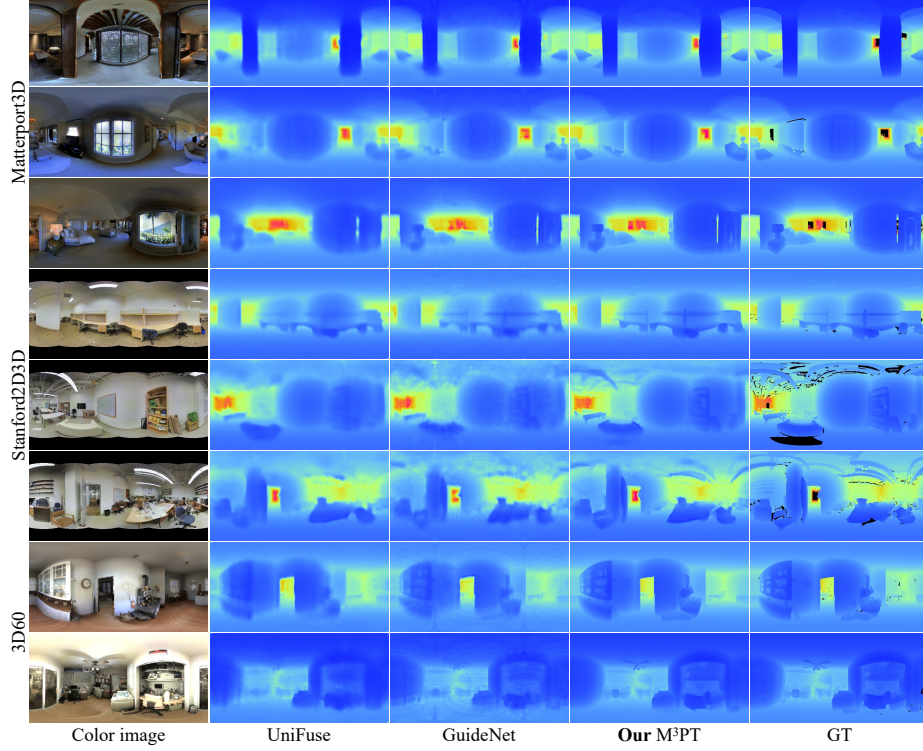 Matterport3D
Stanford2D3D
3D60
Color image
UniFuse
GuideNet
Our M³PT
GT